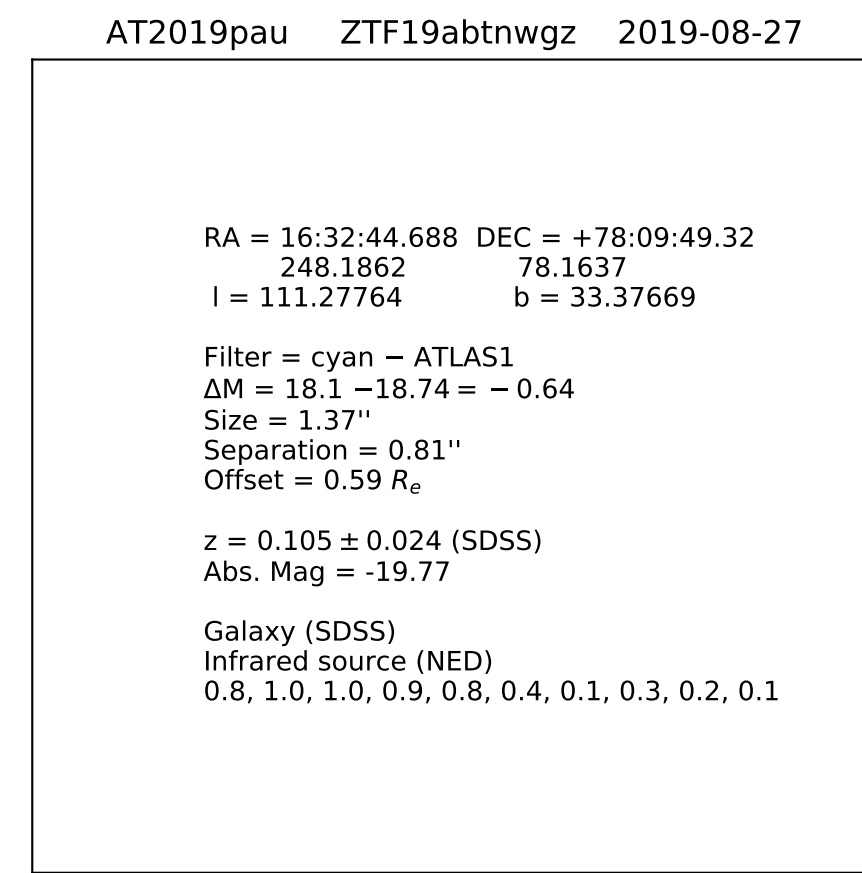 AT2019pau ZTF19abtnwgz 2019-08-27
RA = 16:32:44.688 DEC = +78:09:49.32
248.1862 78.1637
l = 111.27764 b = 33.37669
Filter = cyan − ATLAS1
ΔM = 18.1 −18.74 = − 0.64
Size = 1.37''
Separation = 0.81''
Offset = 0.59 Re
z = 0.105 ± 0.024 (SDSS)
Abs. Mag = -19.77
Galaxy (SDSS)
Infrared source (NED)
0.8, 1.0, 1.0, 0.9, 0.8, 0.4, 0.1, 0.3, 0.2, 0.1